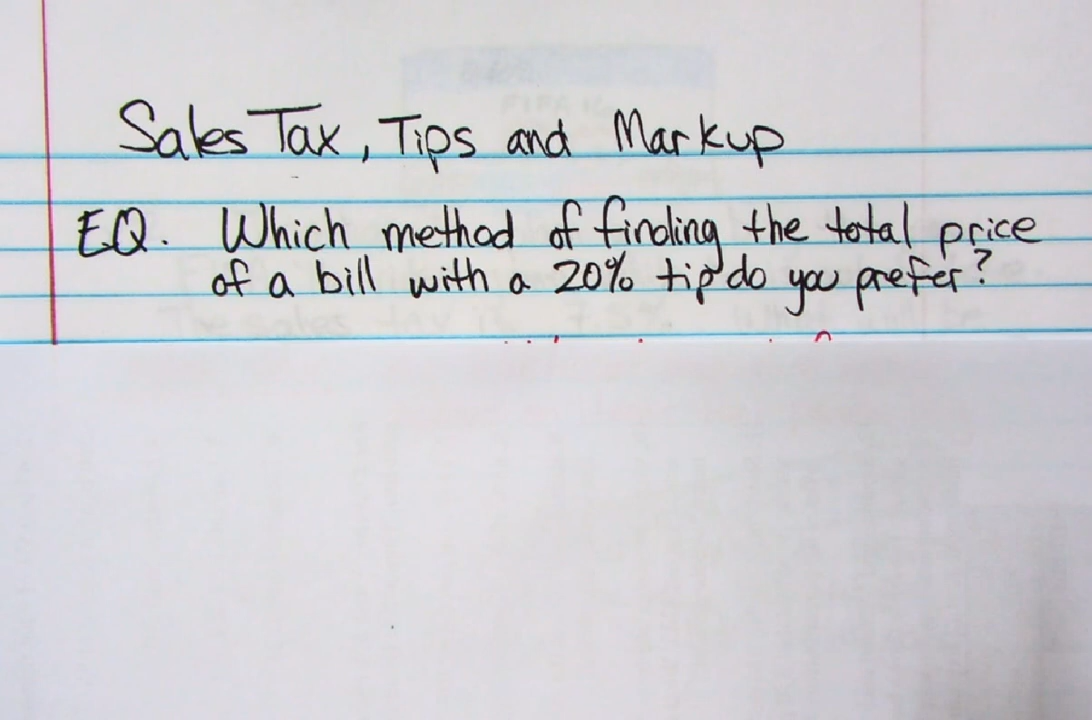 Sales Tax, Tips and Markup
EQ. Which method of finding the total price
of a bill with a 20% tip do you prefer?